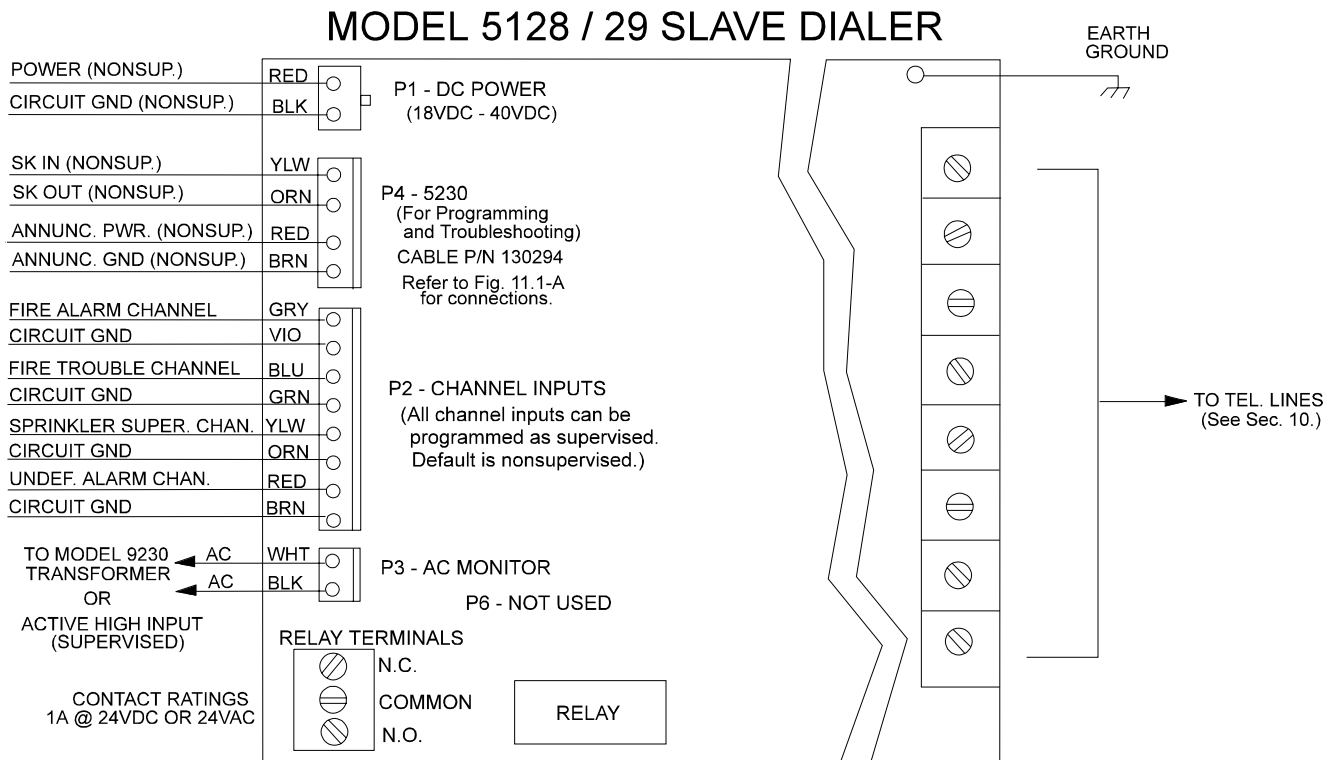 MODEL 5128 / 29 SLAVE DIALER
EARTH
GROUND
POWER (NONSUP.)
RED
CIRCUIT GND (NONSUP.)
BLK
P1 - DC POWER
(18VDC - 40VDC)
SK IN (NONSUP.)
YLW
SK OUT (NONSUP.)
ORN
ANNUNC. PWR. (NONSUP.)
RED
ANNUNC. GND (NONSUP.)
BRN
P4 - 5230
(For Programming
and Troubleshooting)
CABLE P/N 130294
Refer to Fig. 11.1-A
for connections.
FIRE ALARM CHANNEL
GRY
CIRCUIT GND
VIO
FIRE TROUBLE CHANNEL
BLU
CIRCUIT GND
GRN
SPRINKLER SUPER. CHAN.
YLW
CIRCUIT GND
ORN
UNDEF. ALARM CHAN.
RED
CIRCUIT GND
BRN
P2 - CHANNEL INPUTS
(All channel inputs can be
programmed as supervised.
Default is nonsupervised.)
TO TEL. LINES
(See Sec. 10.)
TO MODEL 9230
TRANSFORMER
OR
ACTIVE HIGH INPUT
(SUPERVISED)
AC
WHT
AC
BLK
P3 - AC MONITOR
P6 - NOT USED
RELAY TERMINALS
N.C.
COMMON
N.O.
CONTACT RATINGS
1A @ 24VDC OR 24VAC
RELAY